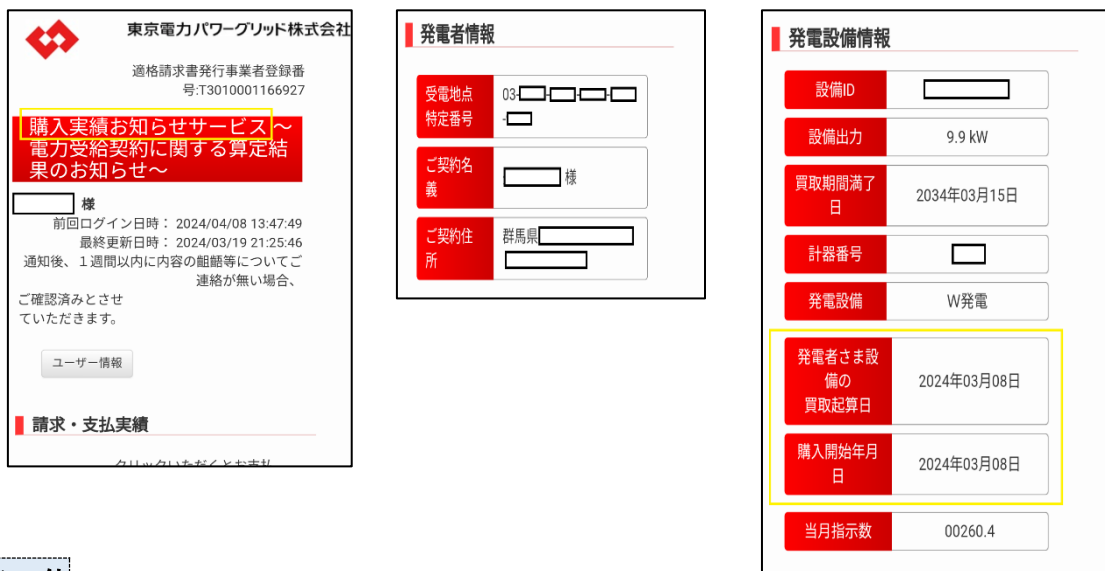 東京電力パワーグリッド株式会社
適格請求書発行事業者登録番
号:T3010001166927
購入実績お知らせサービス～
電力受給契約に関する算定結
果のお知らせ～
様
前回ログイン日時： 2024/04/08 13:47:49
最終更新日時： 2024/03/19 21:25:46
通知後、１週間以内に内容の齟齬等についてご
連絡が無い場合、
ご確認済みとさせ
ていただきます。
ユーザー情報
請求・支払実績
クリックいただくとお支払
発電者情報
受電地点
特定番号
03-
-
-
-
-
ご契約名
義
様
ご契約住
所
群馬県
発電設備情報
設備ID
設備出力
9.9 kW
買取期間満了
日
2034年03月15日
計器番号
発電設備
W発電
発電者さま設
備の
買取起算日
2024年03月08日
購入開始年月
日
2024年03月08日
当月指示数
00260.4